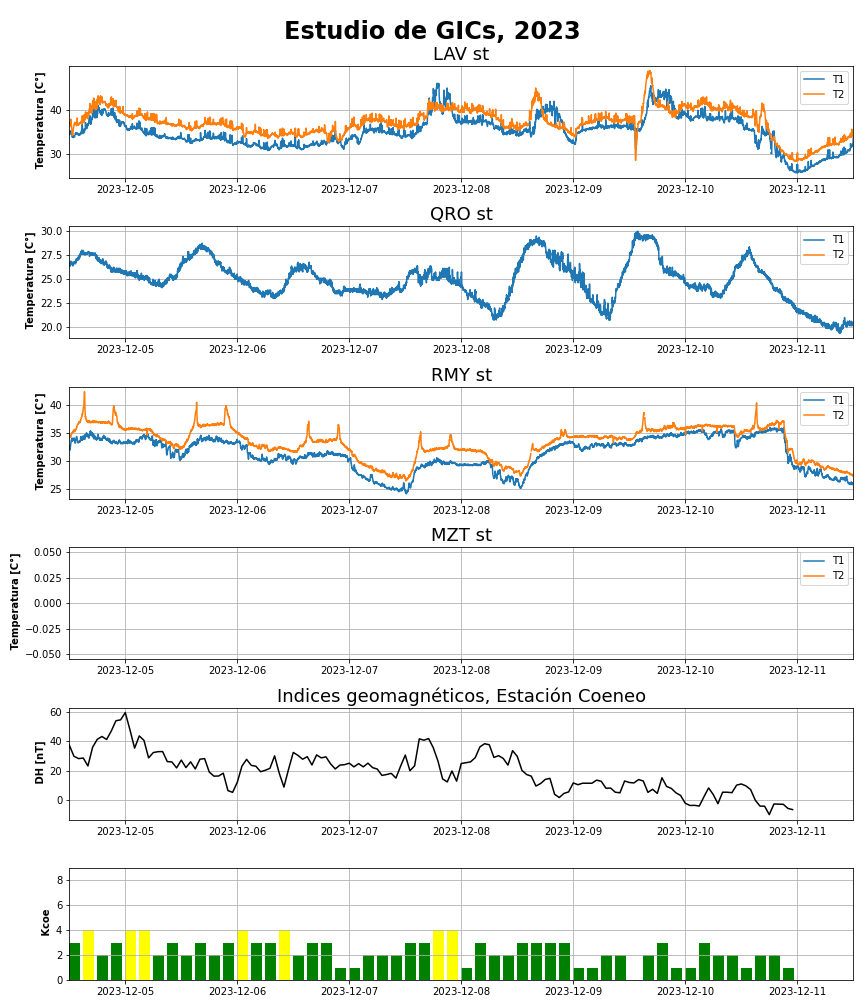 Estudio de GICs, 2023
LAV st
Temperatura [C°]
40
30
T1
T2
2023-12-05 2023-12-06 2023-12-07 2023-12-08 2023-12-09 2023-12-10 2023-12-11
QRO st
Temperatura [C°]
30.0
27.5
25.0
22.5
20.0
T1
T2
2023-12-05 2023-12-06 2023-12-07 2023-12-08 2023-12-09 2023-12-10 2023-12-11
RMY st
Temperatura [C°]
40
35
30
25
T1
T2
2023-12-05 2023-12-06 2023-12-07 2023-12-08 2023-12-09 2023-12-10 2023-12-11
MZT st
Temperatura [C°]
0.050
0.025
0.000
−0.025
−0.050
T1
T2
2023-12-05 2023-12-06 2023-12-07 2023-12-08 2023-12-09 2023-12-10 2023-12-11
Indices geomagnéticos, Estación Coeneo
DH [nT]
60
40
20
0
2023-12-05 2023-12-06 2023-12-07 2023-12-08 2023-12-09 2023-12-10 2023-12-11
Kcoe
8
6
4
2
0
2023-12-05 2023-12-06 2023-12-07 2023-12-08 2023-12-09 2023-12-10 2023-12-11